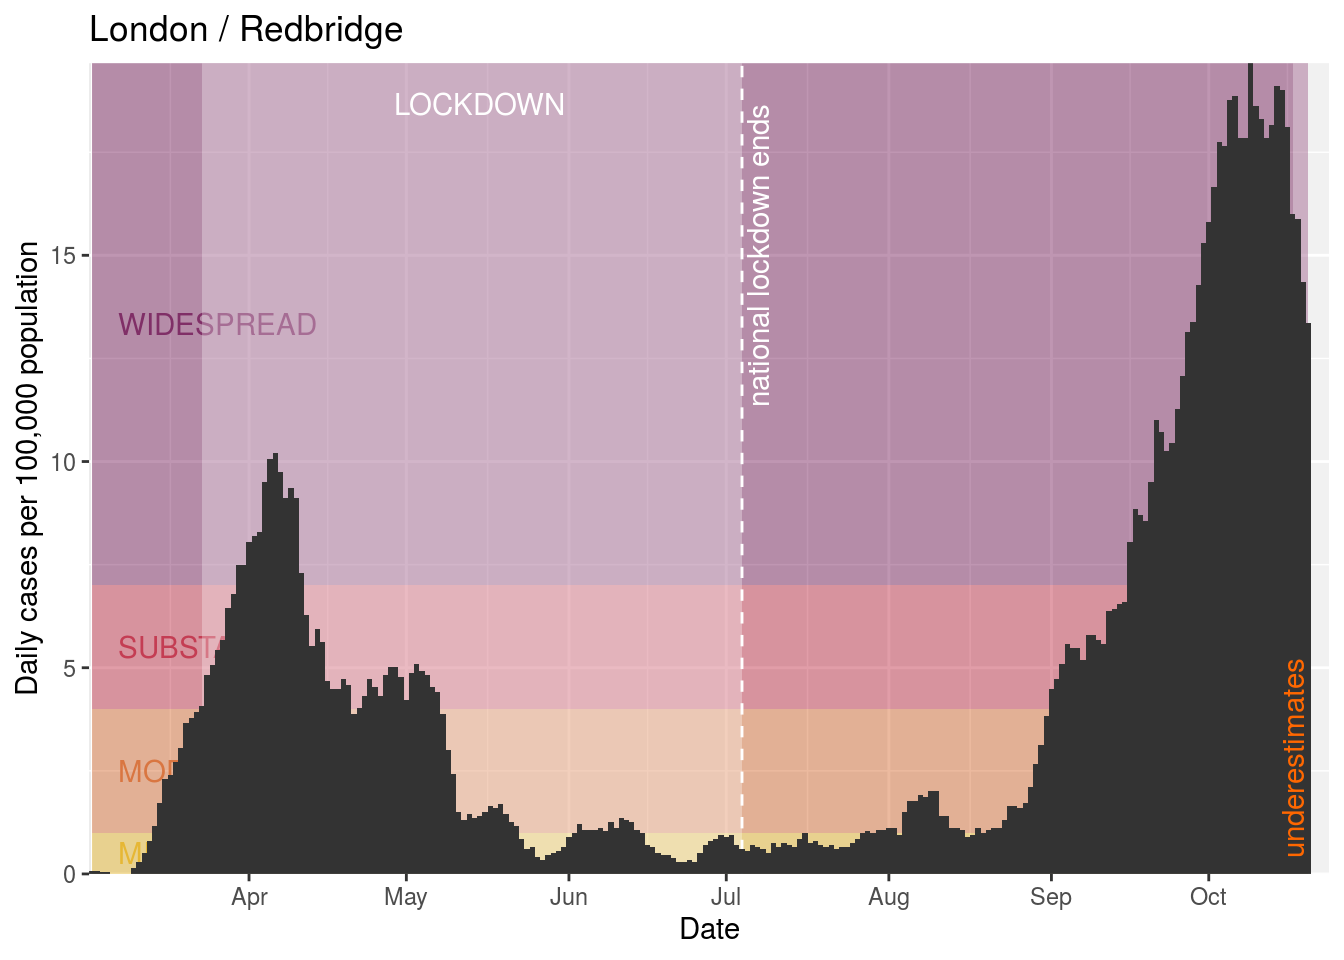 London / Redbridge
LOCKDOWN
national lockdown ends
WIDESPREAD
Daily cases per 100,000 population
15
10
5
0
underestimates
Apr
May
Jun
Jul
Aug
Sep
Oct
Date